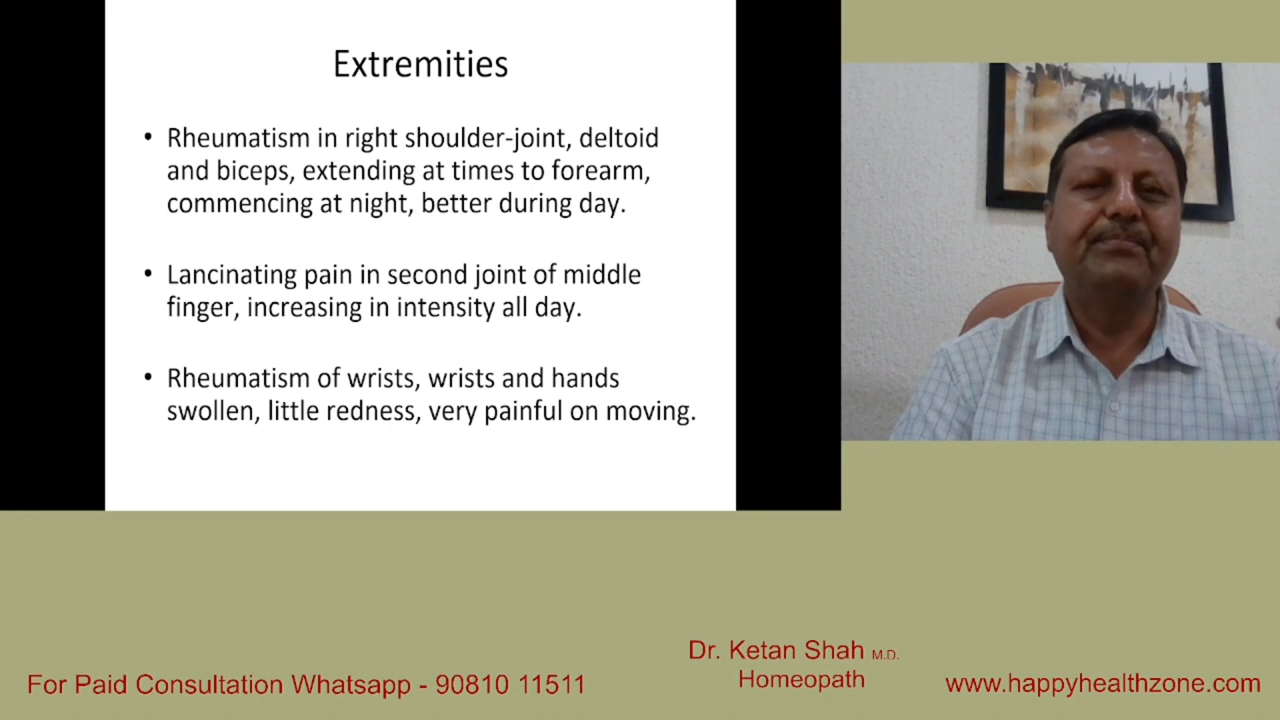 Extremities
• Rheumatism in right shoulder-joint, deltoid
and biceps, extending at times to forearm,
commencing at night, better during day.
• Lancinating pain in second joint of middle
finger, increasing in intensity all day.
• Rheumatism of wrists, wrists and hands
swollen, little redness, very painful on moving.
Dr. Ketan Shah M.D.
Homeopath
For Paid Consultation Whatsapp - 90810 11511
www.happyhealthzone.com